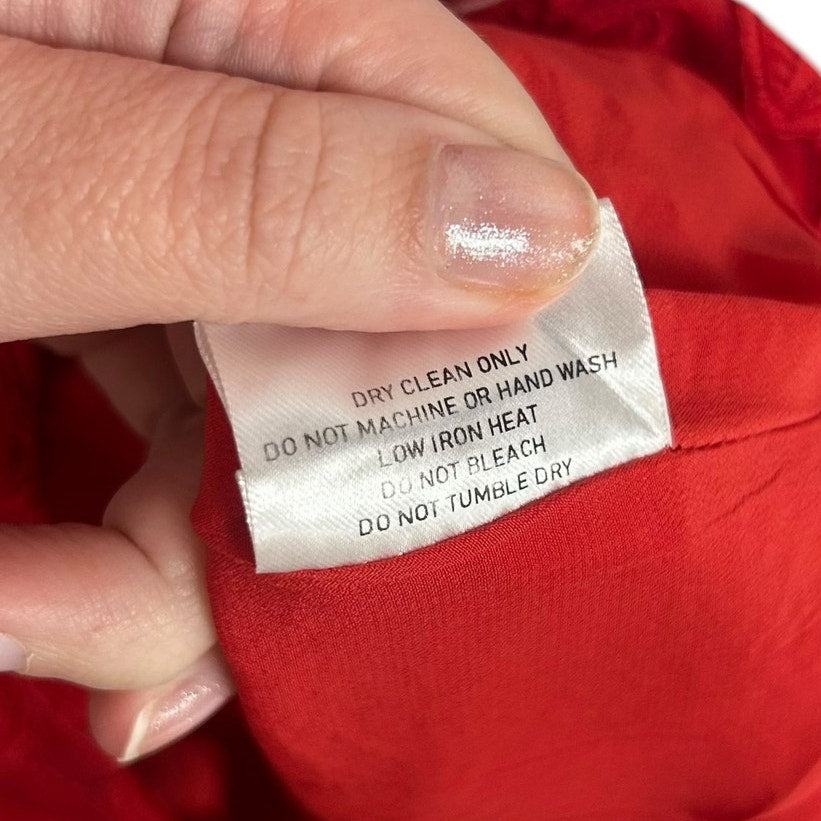 DRY CLEAN ONLY
DO NOT MACHINE OR HAND WASH
LOW IRON HEAT
DO NOT BLEACH
DO NOT TUMBLE DRY